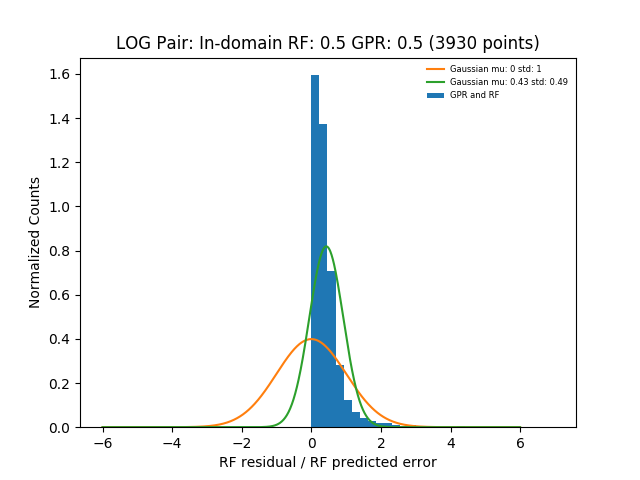 LOG Pair: In-domain RF: 0.5 GPR: 0.5 (3930 points)
Gaussian mu: 0 std: 1
Gaussian mu: 0.43 std: 0.49
GPR and RF
Normalized Counts
1.6
1.4
1.2
1.0
0.8
0.6
0.4
0.2
0.0
−6 −4 −2 0 2 4 6
RF residual / RF predicted error